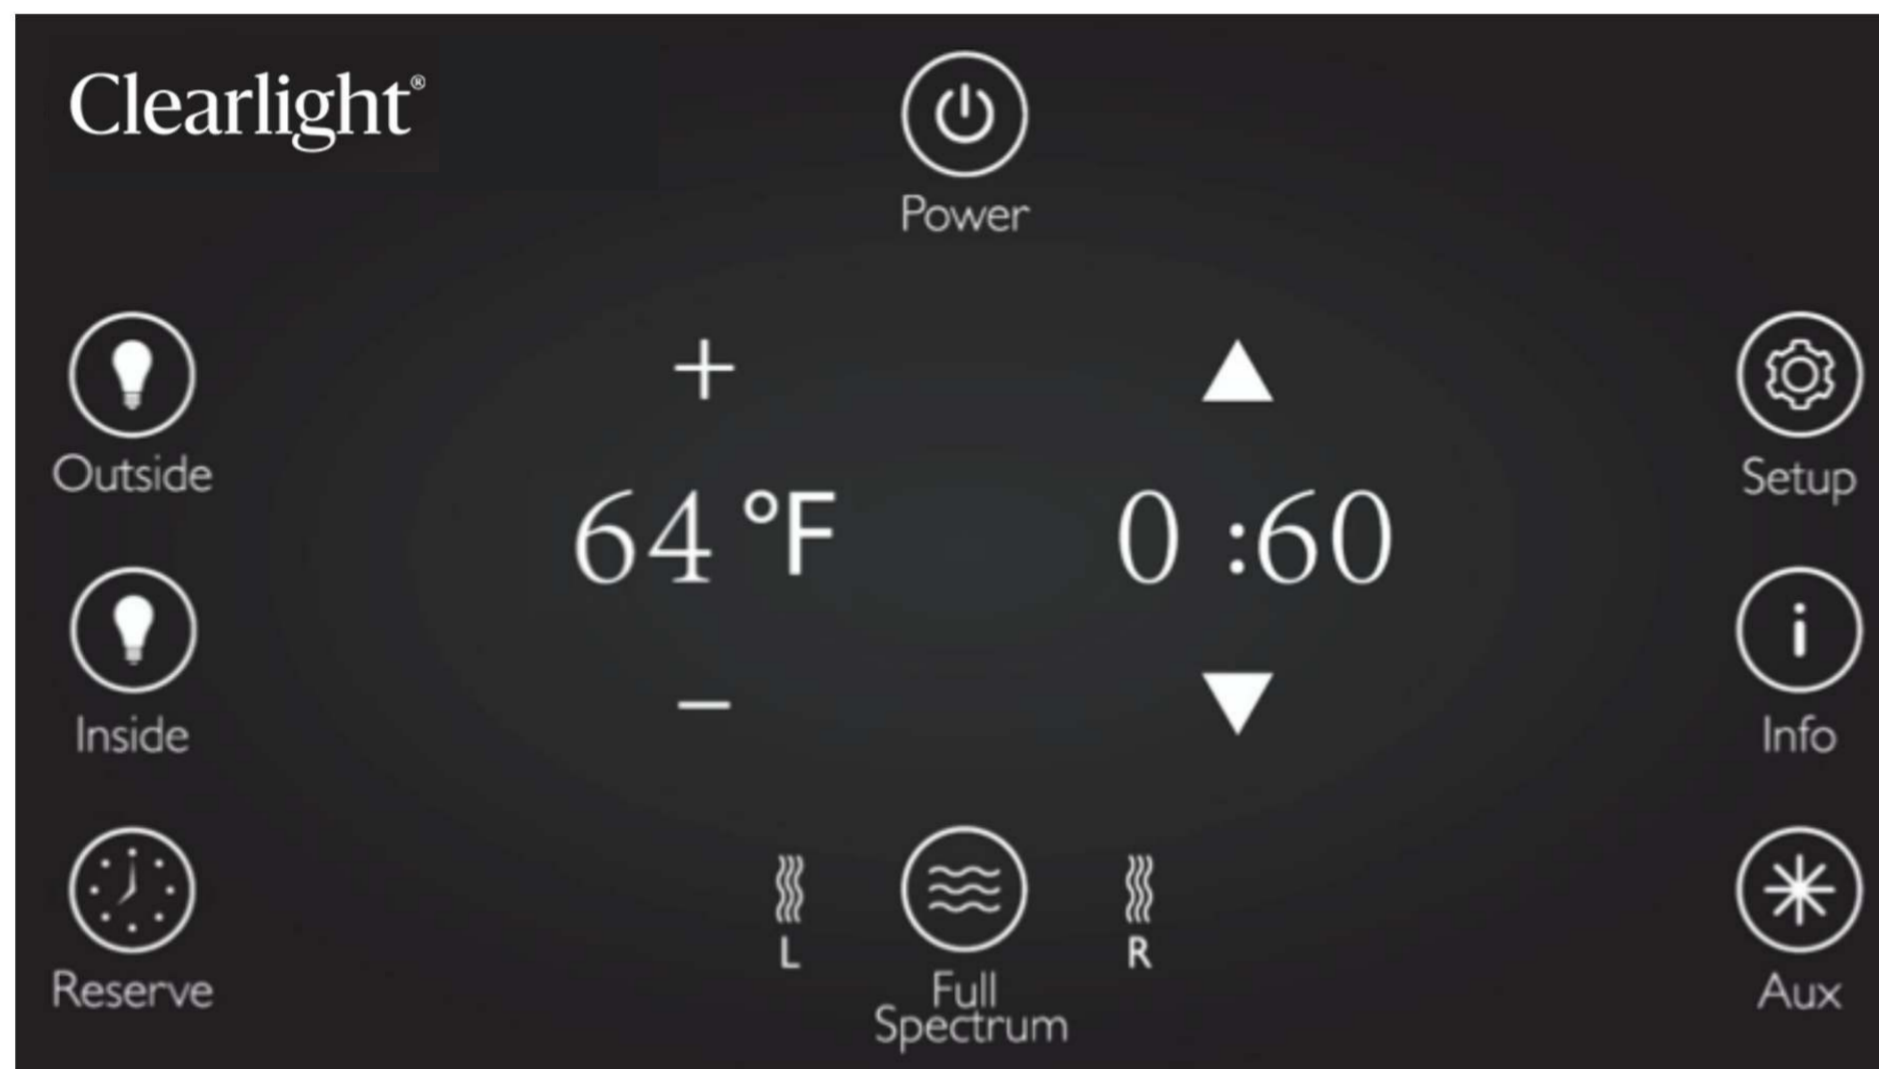 Clearlight®
Power
Outside
+
▲
Setup
64 °F
0 :60
Inside
−
▼
i
Info
Reserve
L
Full
Spectrum
R
Aux